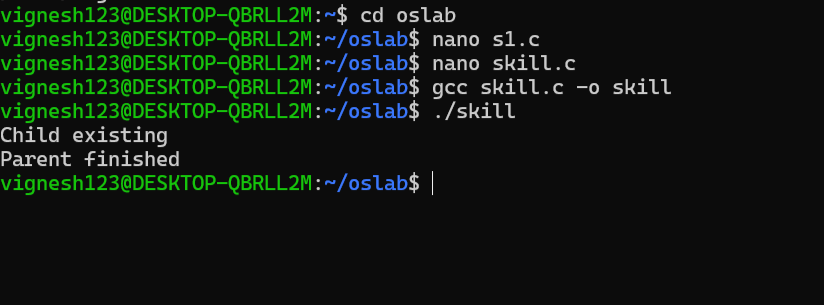 vignesh123@DESKTOP-QBRLL2M:~$ cd oslab
vignesh123@DESKTOP-QBRLL2M:~/oslab$ nano s1.c
vignesh123@DESKTOP-QBRLL2M:~/oslab$ nano skill.c
vignesh123@DESKTOP-QBRLL2M:~/oslab$ gcc skill.c -o skill
vignesh123@DESKTOP-QBRLL2M:~/oslab$ ./skill
Child existing
Parent finished
vignesh123@DESKTOP-QBRLL2M:~/oslab$